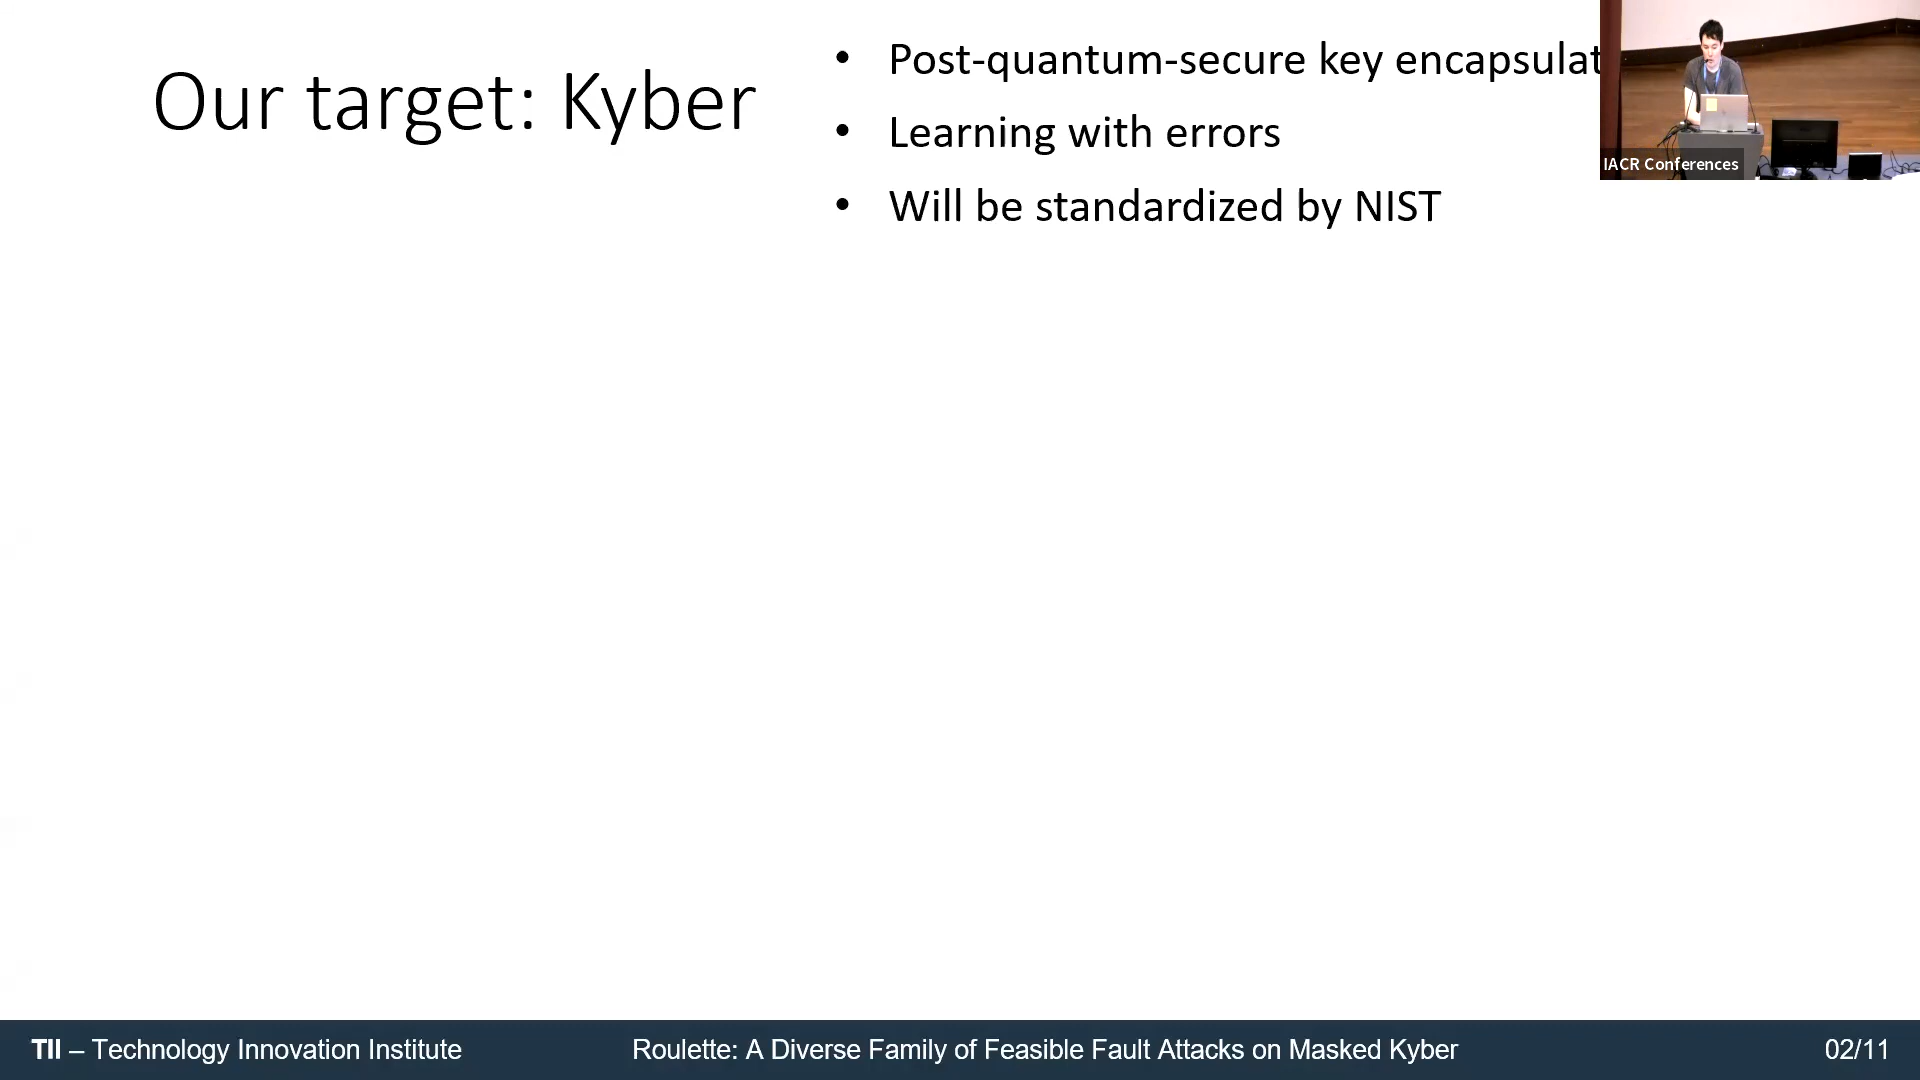 Our target: Kyber
• Post-quantum-secure key
• Learning with errors
• Will be standardized by NIST
IACR Conferences
TII – Technology Innovation Institute
Roulette: A Diverse Family of Feasible Fault Attacks on Masked Kyber
02/11